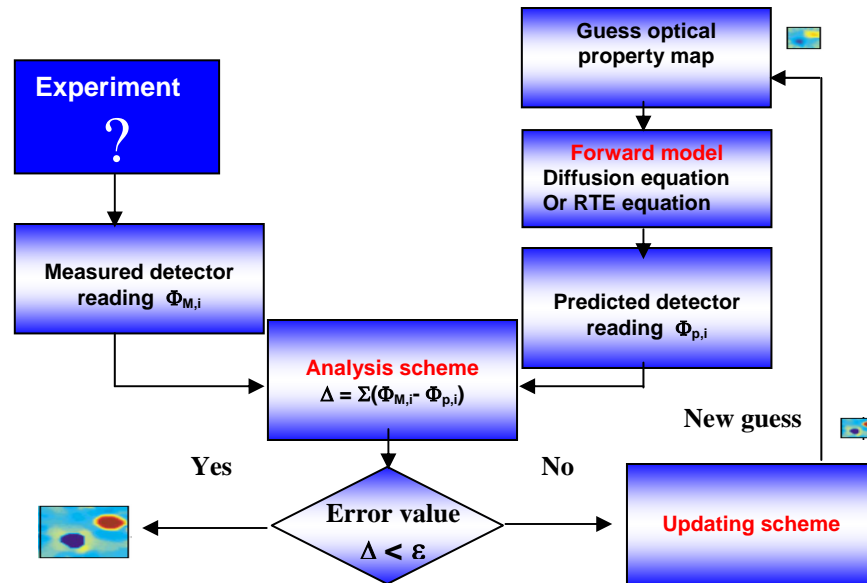 Experiment
?
Measured detector
reading ΦM,i
Guess optical
property map
Forward model
Diffusion equation
Or RTE equation
Predicted detector
reading Φp,i
Analysis scheme
Δ = Σ(ΦM,i- Φp,i)
New guess
Yes
No
Error value
Δ < ε
Updating scheme